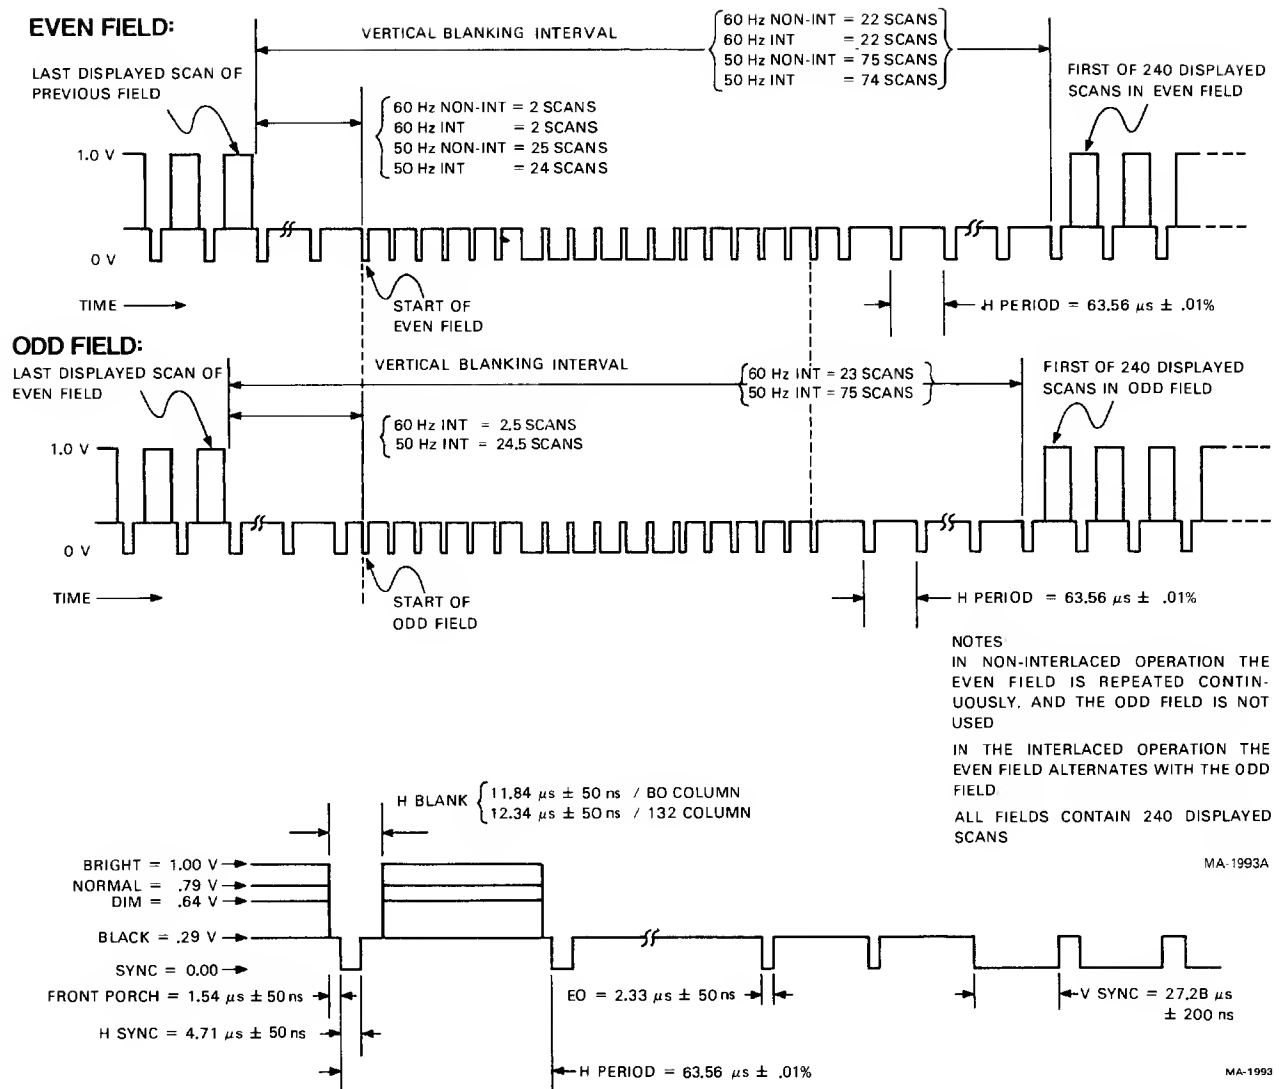 EVEN FIELD:
VERTICAL BLANKING INTERVAL
60 Hz NON-INT = 22 SCANS
60 Hz INT = 22 SCANS
50 Hz NON-INT = 75 SCANS
50 Hz INT = 74 SCANS
LAST DISPLAYED SCAN OF
PREVIOUS FIELD
FIRST OF 240 DISPLAYED
SCANS IN EVEN FIELD
60 Hz NON-INT = 2 SCANS
60 Hz INT = 2 SCANS
50 Hz NON-INT = 25 SCANS
50 Hz INT = 24 SCANS
1.0 V
0 V
TIME
START OF
EVEN FIELD
H PERIOD = 63.56 μs ± .01%
ODD FIELD:
LAST DISPLAYED SCAN OF
EVEN FIELD
VERTICAL BLANKING INTERVAL
60 Hz INT = 23 SCANS
50 Hz INT = 75 SCANS
FIRST OF 240 DISPLAYED
SCANS IN ODD FIELD
60 Hz INT = 2.5 SCANS
50 Hz INT = 24.5 SCANS
1.0 V
0 V
TIME
START OF
ODD FIELD
H PERIOD = 63.56 μs ± .01%
NOTES
IN NON-INTERLACED OPERATION THE
EVEN FIELD IS REPEATED CONTIN-
UOUSLY, AND THE ODD FIELD IS NOT
USED
IN THE INTERLACED OPERATION THE
EVEN FIELD ALTERNATES WITH THE ODD
FIELD
ALL FIELDS CONTAIN 240 DISPLAYED
SCANS
MA-1993A
H BLANK
11.84 μs ± 50 ns / 80 COLUMN
12.34 μs ± 50 ns / 132 COLUMN
BRIGHT = 1.00 V
NORMAL = .79 V
DIM = .64 V
BLACK = .29 V
SYNC = 0.00
FRONT PORCH = 1.54 μs ± 50 ns
EO = 2.33 μs ± 50 ns
V SYNC = 27.28 μs
± 200 ns
H SYNC = 4.71 μs ± 50 ns
H PERIOD = 63.56 μs ± .01%
MA-1993